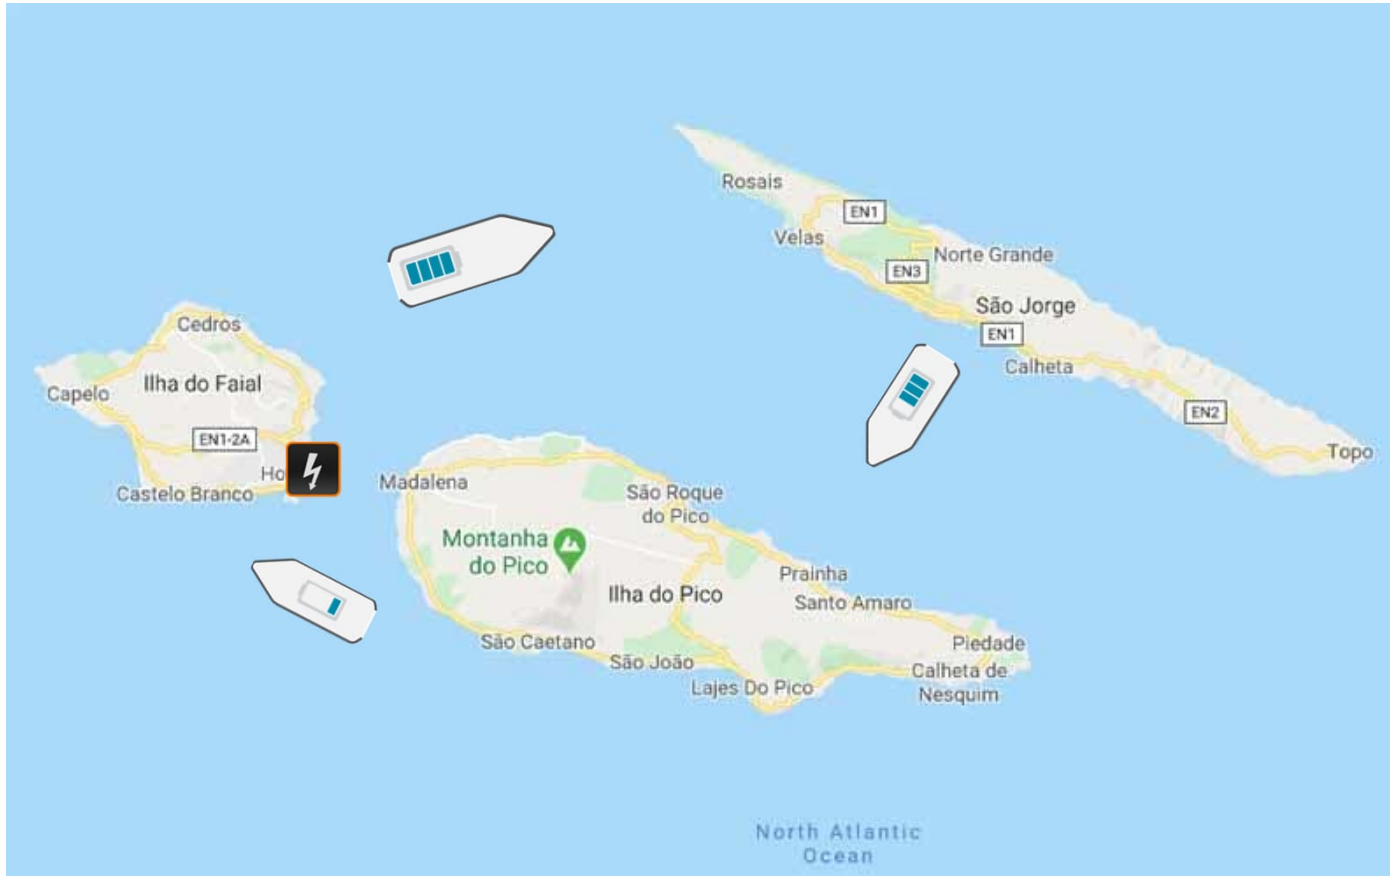 Rosais
EN1
Velas
Norte Grande
EN3
São Jorge
EN1
Calheta
EN2
Topo
Cedros
Ilha do Faial
Capelo
EN1-2A
Ho
Castelo Branco
Madalena
São Roque
do Pico
Montanha
do Pico
Prainha
Ilha do Pico
Santo Amaro
São Caetano
Piedade
São João
Calheta de
Nesquim
Lajes Do Pico
North Atlantic
Ocean